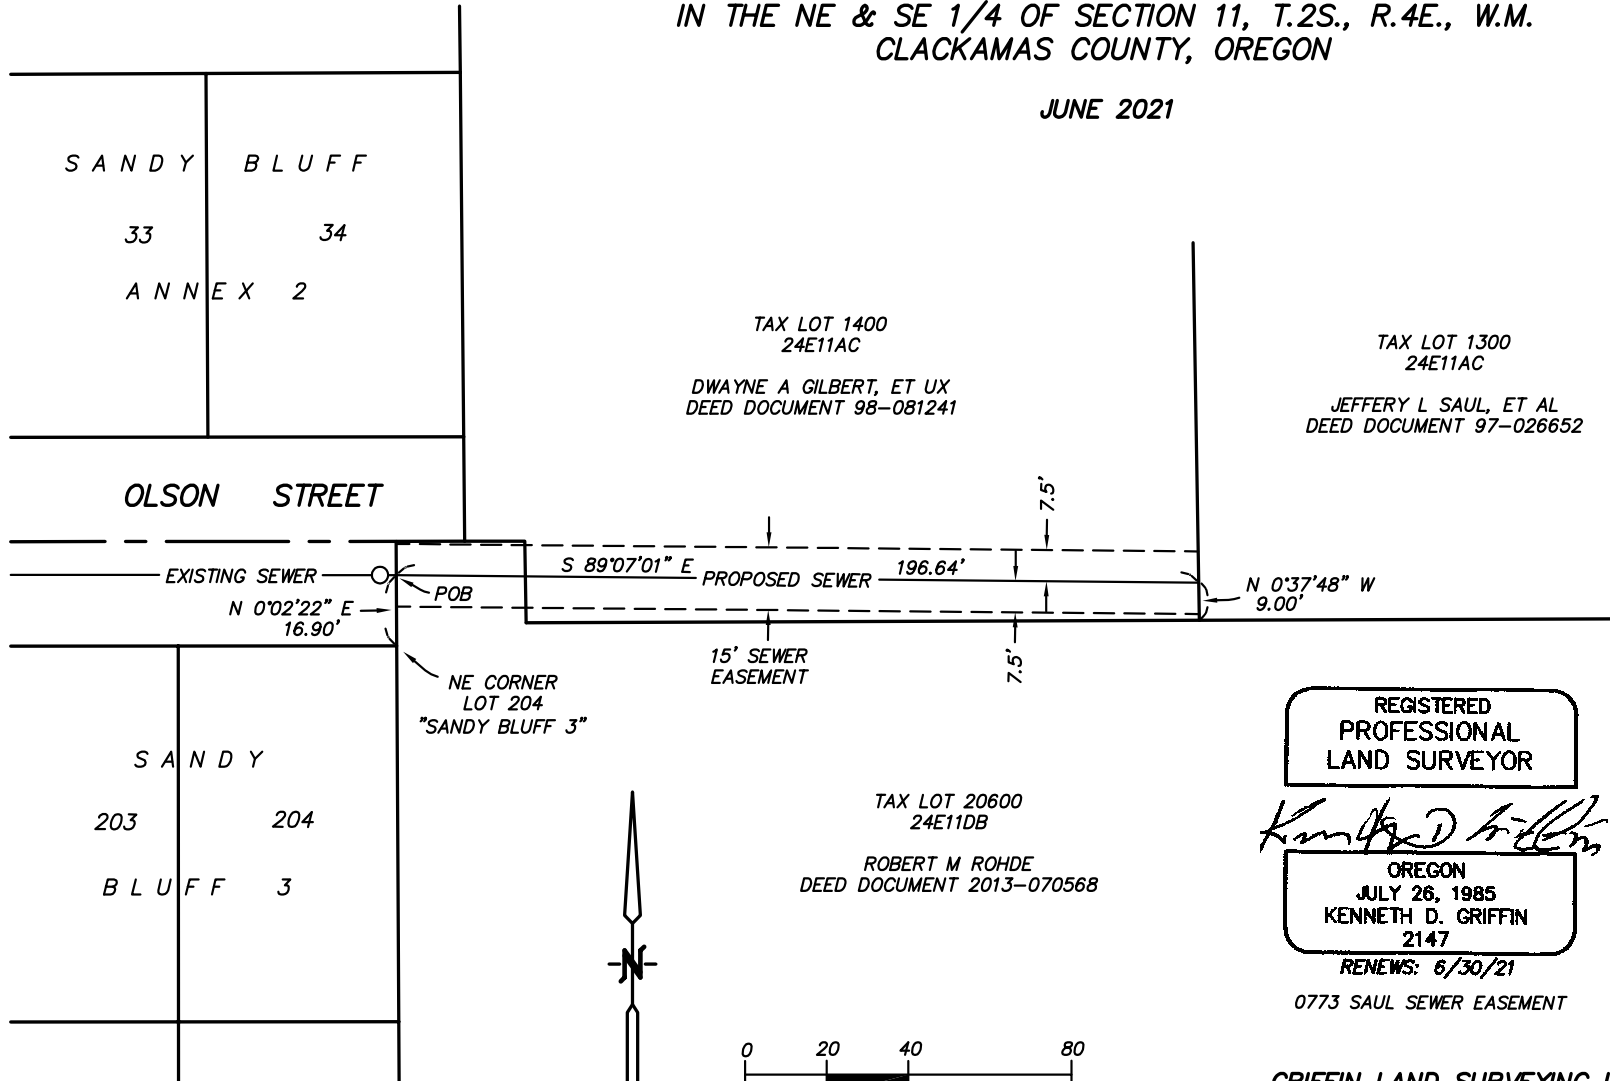 IN THE NE & SE 1/4 OF SECTION 11, T.2S., R.4E., W.M.
CLACKAMAS COUNTY, OREGON
JUNE 2021
SANDY BLUFF
33 34
ANNEX 2
TAX LOT 1400
24E11AC
DWAYNE A GILBERT, ET UX
DEED DOCUMENT 98-081241
TAX LOT 1300
24E11AC
JEFFERY L SAUL, ET AL
DEED DOCUMENT 97-026652
OLSON STREET
7.5'
EXISTING SEWER
S 89°07'01" E
PROPOSED SEWER
196.64'
POB
N 0°02'22" E
16.90'
N 0°37'48" W
9.00'
15' SEWER
EASEMENT
7.5'
NE CORNER
LOT 204
"SANDY BLUFF 3"
SANDY
203 204
BLUFF 3
TAX LOT 20600
24E11DB
ROBERT M ROHDE
DEED DOCUMENT 2013-070568
REGISTERED
PROFESSIONAL
LAND SURVEYOR
OREGON
JULY 26, 1985
KENNETH D. GRIFFIN
2147
RENEWS: 6/30/21
0773 SAUL SEWER EASEMENT
N
0 20 40 80
GRIFFIN LAND SURVEYING